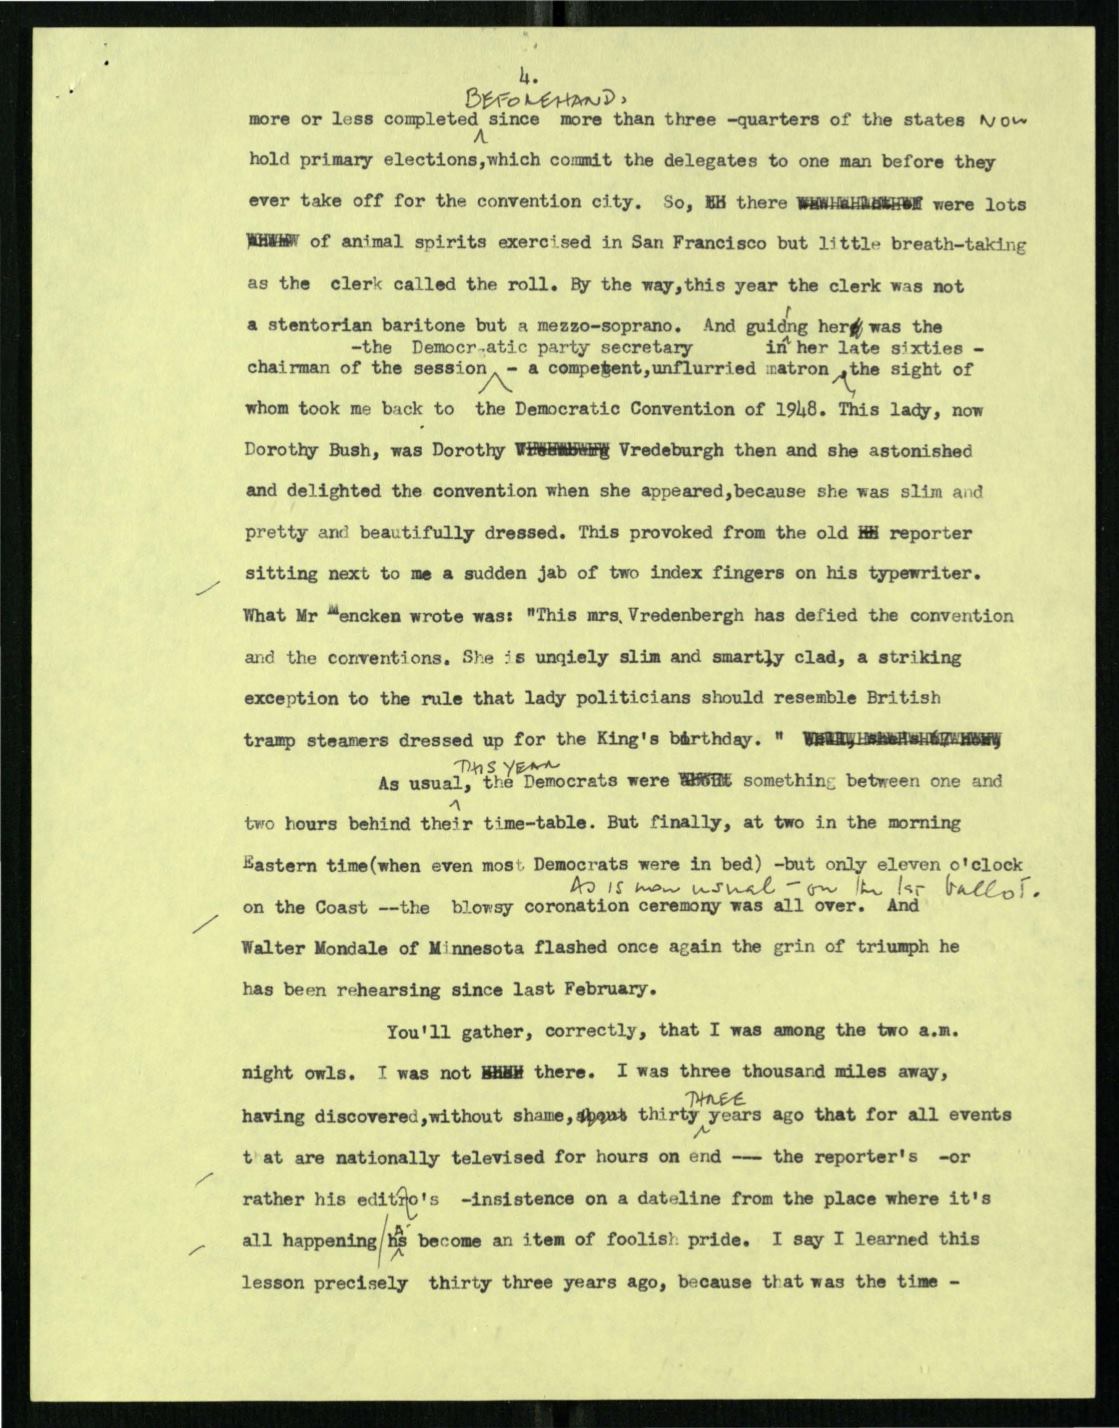 4.
BEFOREHAND,
more or less completed since more than three -quarters of the states NOW
hold primary elections,which commit the delegates to one man before they
ever take off for the convention city. So, there were lots
of animal spirits exercised in San Francisco but little breath-taking
as the clerk called the roll. By the way,this year the clerk was not
a stentorian baritone but a mezzo-soprano. And guidng her was the
-the Democr-atic party secretary in her late sixties -
chairman of the session - a competent,unflurried matron ,the sight of
whom took me back to the Democratic Convention of 1948. This lady, now
Dorothy Bush, was Dorothy Vredeburgh then and she astonished
and delighted the convention when she appeared,because she was slim and
pretty and beautifully dressed. This provoked from the old reporter
sitting next to me a sudden jab of two index fingers on his typewriter.
What Mr Mencken wrote was: "This mrs. Vredenbergh has defied the convention
and the conventions. She is unqiely slim and smartly clad, a striking
exception to the rule that lady politicians should resemble British
tramp steamers dressed up for the King's birthday. "
THIS YEAR
As usual, the Democrats were something between one and
two hours behind their time-table. But finally, at two in the morning
Eastern time(when even most Democrats were in bed) -but only eleven o'clock
AS IS now usual - on the 1st ballot.
on the Coast --the blowsy coronation ceremony was all over. And
Walter Mondale of Minnesota flashed once again the grin of triumph he
has been rehearsing since last February.
You'll gather, correctly, that I was among the two a.m.
night owls. I was not there. I was three thousand miles away,
THREE
having discovered,without shame, about thirty years ago that for all events
t at are nationally televised for hours on end --- the reporter's -or
rather his editro's -insistence on a dateline from the place where it's
A
all happening/hs become an item of foolish pride. I say I learned this
lesson precisely thirty three years ago, because that was the time -